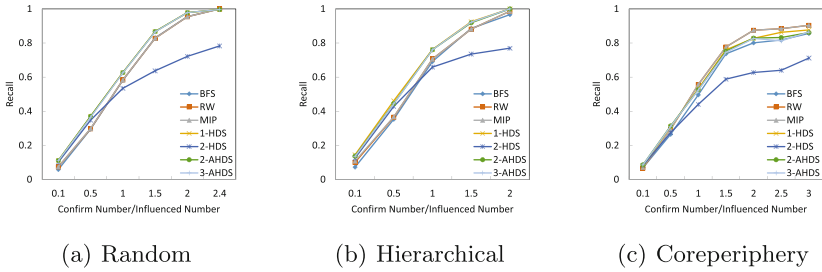 1
0.8
0.6
0.4
0.2
0
Recall
BFS
RW
MIP
1-HDS
2-HDS
2-AHDS
3-AHDS
0.1 0.5 1 1.5 2 2.4
Confirm Number/Influenced Number
(a) Random
1
0.8
0.6
0.4
0.2
0
Recall
BFS
RW
MIP
1-HDS
2-HDS
2-AHDS
3-AHDS
0.1 0.5 1 1.5 2
Confirm Number/Influenced Number
(b) Hierarchical
1
0.8
0.6
0.4
0.2
0
Recall
BFS
RW
MIP
1-HDS
2-HDS
2-AHDS
3-AHDS
0.1 0.5 1 1.5 2 2.5 3
Confirm Number/Influenced Number
(c) Coreperiphery